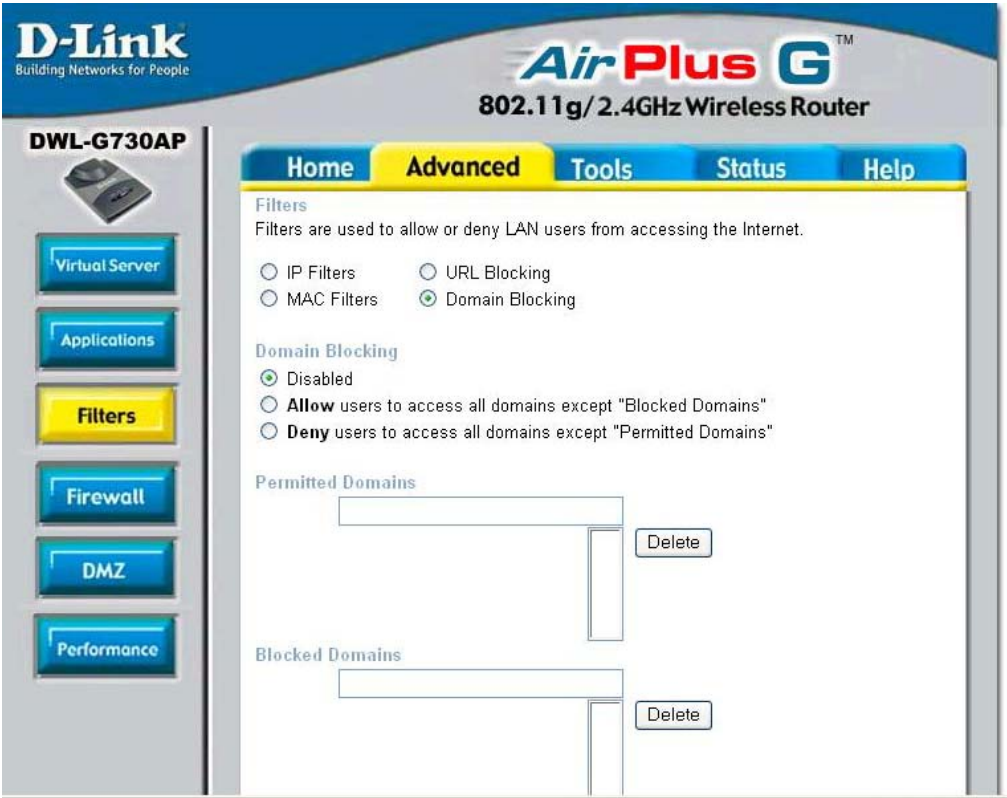 D-Link
Building Networks for People
Air Plus G™
802.11g/2.4GHz Wireless Router
DWL-G730AP
Home Advanced Tools Status Help
Virtual Server
Applications
Filters
Firewall
DMZ
Performance
Filters
Filters are used to allow or deny LAN users from accessing the Internet.
IP Filters URL Blocking
MAC Filters Domain Blocking
Domain Blocking
Disabled
Allow users to access all domains except "Blocked Domains"
Deny users to access all domains except "Permitted Domains"
Permitted Domains
Delete
Blocked Domains
Delete